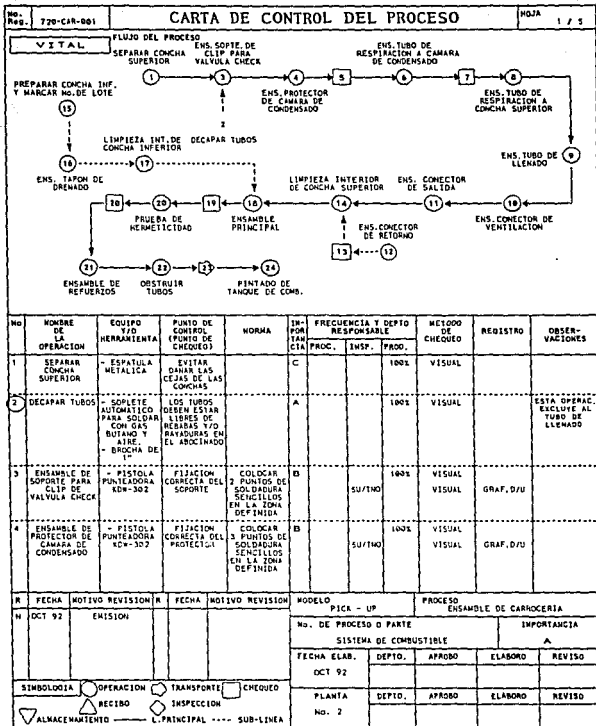 No. Reg. 720-CAR-001 CARTA DE CONTROL DEL PROCESO HOJA 1 / 5
VITAL
FLUJO DEL PROCESO
SEPARAR CONCHA SUPERIOR
ENS. SOPTE. DE CLIP PARA VALVULA CHECK
ENS. TUBO DE RESPIRACION A CAMARA DE CONDENSADO
1 3 4 5 6 7 8
PREPARAR CONCHA INF. Y MARCAR No. DE LOTE
ENS. PROTECTOR DE CAMARA DE CONDENSADO
ENS. TUBO DE RESPIRACION A CONCHA SUPERIOR
15
2
LIMPIEZA INT. DE CONCHA INFERIOR
DECAPAR TUBOS
16 17
ENS. TUBO DE LLENADO
9
ENS. TAPON DE DRENADO
LIMPIEZA INTERIOR DE CONCHA SUPERIOR
ENS. CONECTOR DE SALIDA
20 20 19 18 14 11 10
PRUEBA DE HERMETICIDAD
ENSAMBLE PRINCIPAL
ENS. CONECTOR DE RETORNO
ENS. CONECTOR DE VENTILACION
13 12
21 22 23 24
ENSAMBLE DE REFUERZOS
OBSTRUIR TUBOS
PINTADO DE TANQUE DE COMB.
No NOMBRE DE LA OPERACION EQUIPO Y/O HERRAMIENTA PUNTO DE CONTROL (PUNTO DE CHEQUEO) NORMA IMPORTANCIA FRECUENCIA Y DEPTO RESPONSABLE METODO DE CHEQUEO REGISTRO OBSERVACIONES
PROC. INSP. PROD.
1 SEPARAR CONCHA SUPERIOR - ESPATULA METALICA EVITAR DANAR LAS CEJAS DE LAS CONCHAS C 100% VISUAL
2 DECAPAR TUBOS - SOPLETE AUTOMATICO PARA SOLDAR CON GAS BUTANO Y AIRE. - BROCHA DE 1" LOS TUBOS DEBEN ESTAR LIBRES DE REBABAS Y/O RAYADURAS EN EL ABOCINADO A 100% VISUAL ESTA OPERAC. EXCLUYE AL TUBO DE LLENADO
3 ENSAMBLE DE SOPORTE PARA CLIP DE VALVULA CHECK - PISTOLA PUNTEADORA KDW-302 FIJACION CORRECTA DEL SOPORTE COLOCAR 2 PUNTOS DE SOLDADURA SENCILLOS EN LA ZONA DEFINIDA B SU/TNO 100% VISUAL VISUAL GRAF. D/U
4 ENSAMBLE DE PROTECTOR DE CAMARA DE CONDENSADO - PISTOLA PUNTEADORA KDW-302 FIJACION CORRECTA DEL PROTECTOR COLOCAR 3 PUNTOS DE SOLDADURA SENCILLOS EN LA ZONA DEFINIDA B SU/TNO 100% VISUAL VISUAL GRAF. D/U
R FECHA MOTIVO REVISION R FECHA MOTIVO REVISION
N OCT 92 EMISION
MODELO PICK - UP
PROCESO ENSAMBLE DE CARROCERIA
No. DE PROCESO O PARTE SISTEMA DE COMBUSTIBLE
IMPORTANCIA A
FECHA ELAB. DEPTO. APROBO ELABORO REVISO
OCT 92
PLANTA DEPTO. APROBO ELABORO REVISO
No. 2
SIMBOLOGIA OPERACION TRANSPORTE CHEQUEO
RECIBO INSPECCION
ALMACENAMIENTO L. PRINCIPAL SUB-LINEA